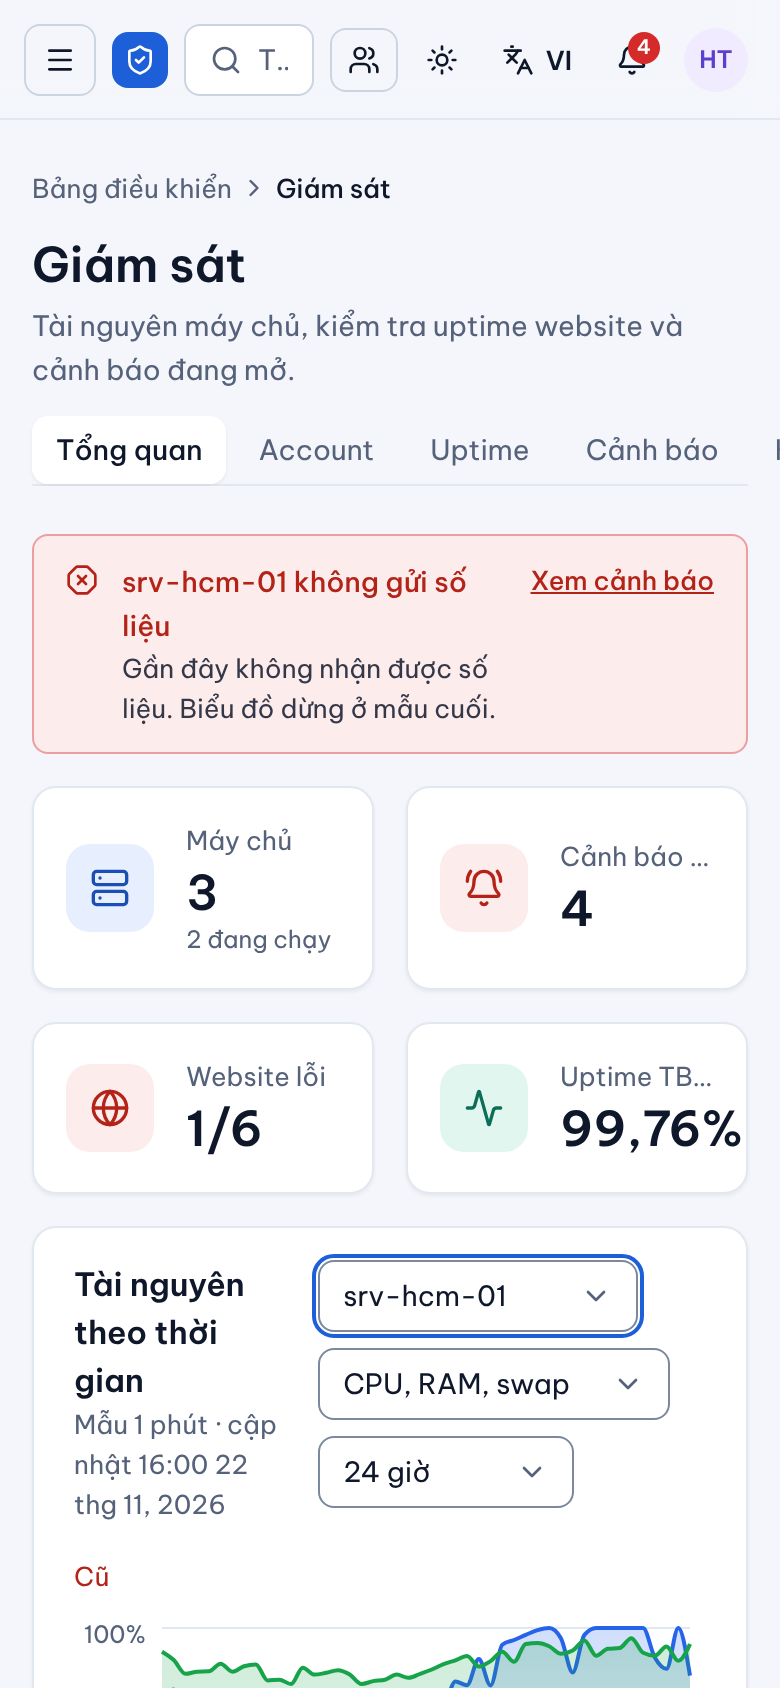 T..
VI
4
HT
Bảng điều khiển > Giám sát
Giám sát
Tài nguyên máy chủ, kiểm tra uptime website và
cảnh báo đang mở.
Tổng quan
Account
Uptime
Cảnh báo
srv-hcm-01 không gửi số
liệu
Xem cảnh báo
Gần đây không nhận được số
liệu. Biểu đồ dừng ở mẫu cuối.
Máy chủ
3
2 đang chạy
Cảnh báo ...
4
Website lỗi
1/6
Uptime TB...
99,76%
Tài nguyên
theo thời
gian
Mẫu 1 phút · cập
nhật 16:00 22
thg 11, 2026
srv-hcm-01
CPU, RAM, swap
24 giờ
Cũ
100%